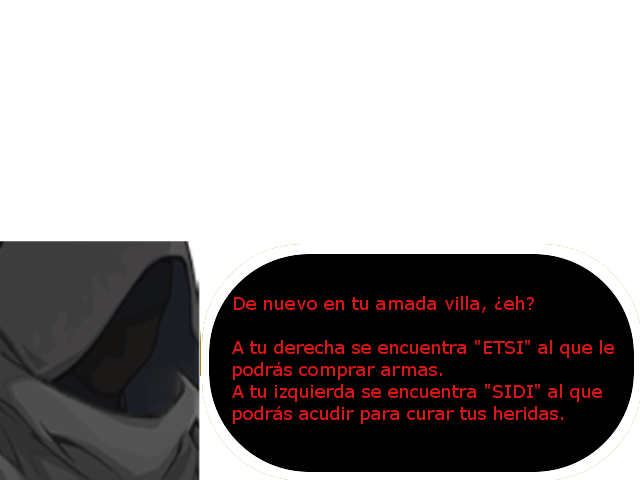 De nuevo en tu amada villa, ¿eh?
A tu derecha se encuentra "ETSI" al que le
podrás comprar armas.
A tu izquierda se encuentra "SIDI" al que
podrás acudir para curar tus heridas.